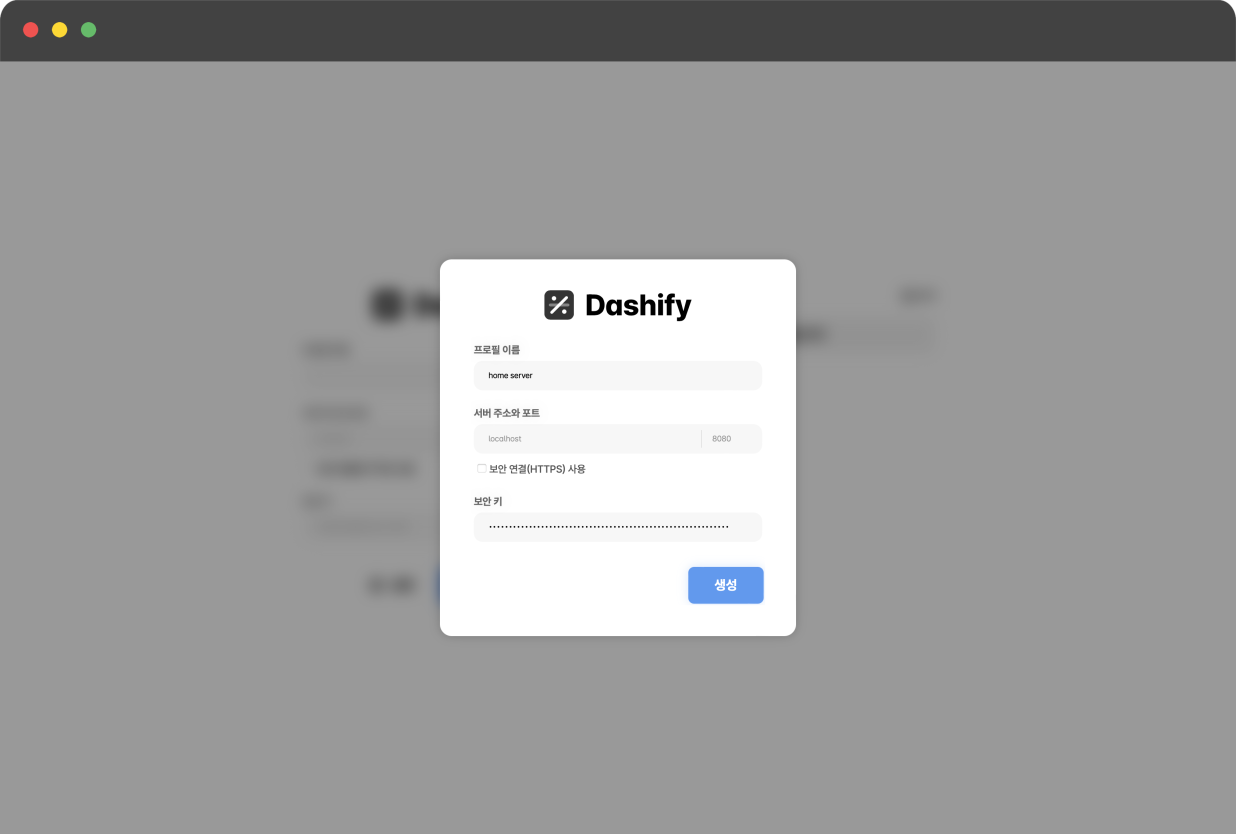 Dashify
프로필 이름
home server
서버 주소와 포트
localhost 8080
보안 연결(HTTPS) 사용
보안 키
생성